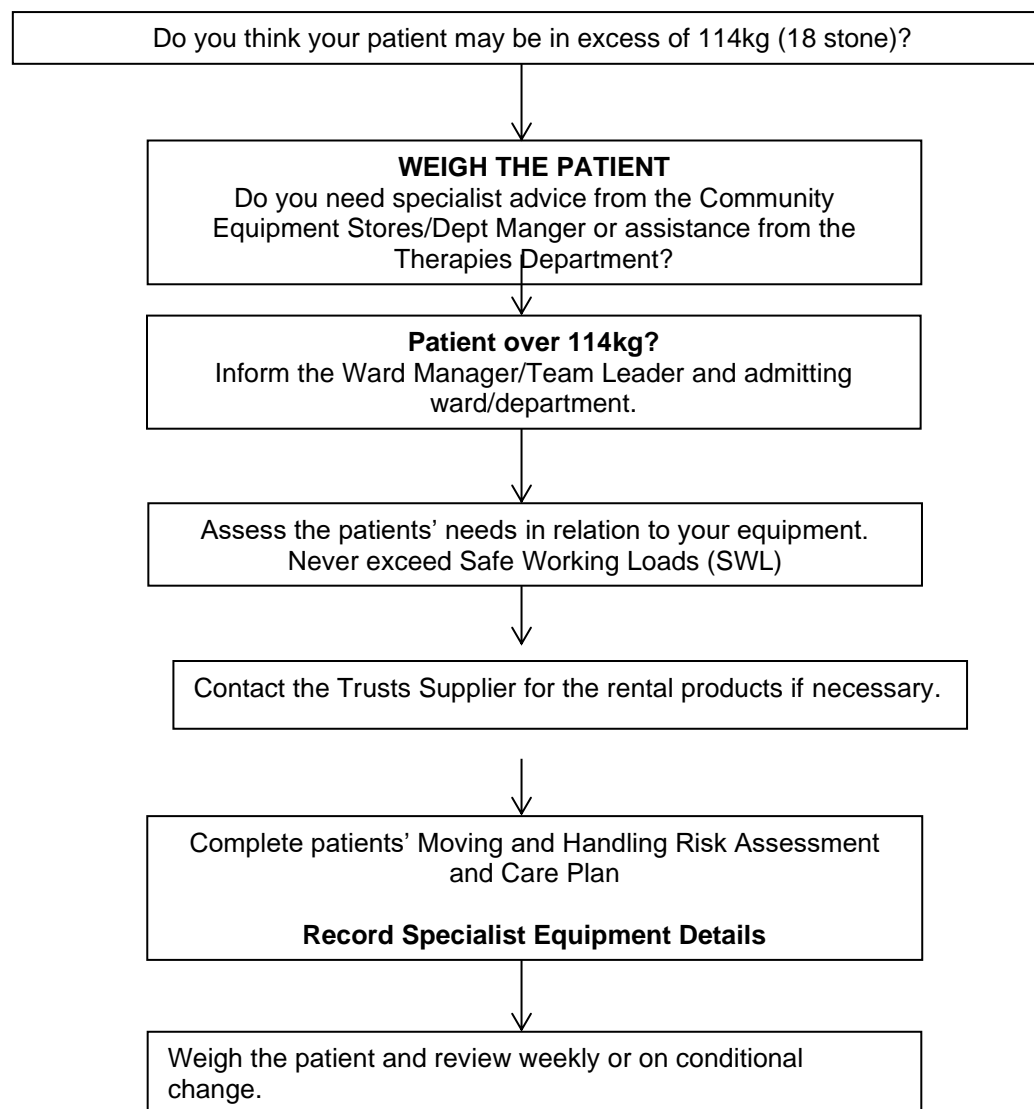 Do you think your patient may be in excess of 114kg (18 stone)?
WEIGH THE PATIENT
Do you need specialist advice from the Community
Equipment Stores/Dept Manger or assistance from the
Therapies Department?
Patient over 114kg?
Inform the Ward Manager/Team Leader and admitting
ward/department.
Assess the patients’ needs in relation to your equipment.
Never exceed Safe Working Loads (SWL)
Contact the Trusts Supplier for the rental products if necessary.
Complete patients’ Moving and Handling Risk Assessment
and Care Plan
Record Specialist Equipment Details
Weigh the patient and review weekly or on conditional
change.